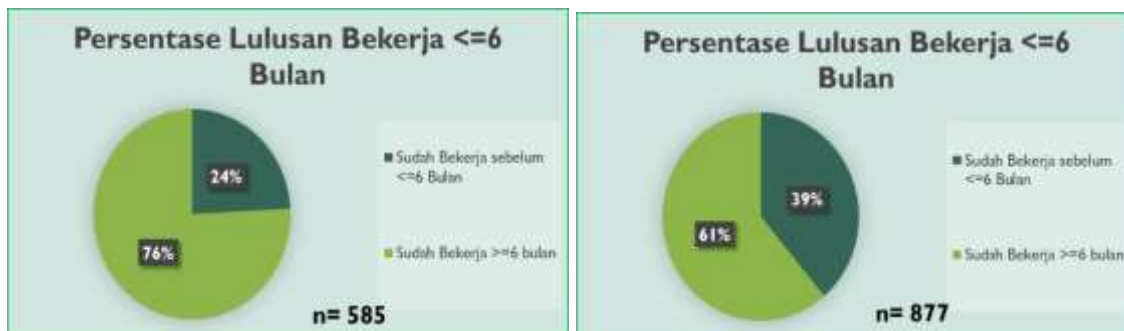 Persentase Lulusan Bekerja <=6
Bulan
24%
76%
Sudah Bekerja sebelum
<=6 Bulan
Sudah Bekerja >=6 bulan
n= 585
Persentase Lulusan Bekerja <=6
Bulan
39%
61%
Sudah Bekerja sebelum
<=6 Bulan
Sudah Bekerja >=6 bulan
n= 877